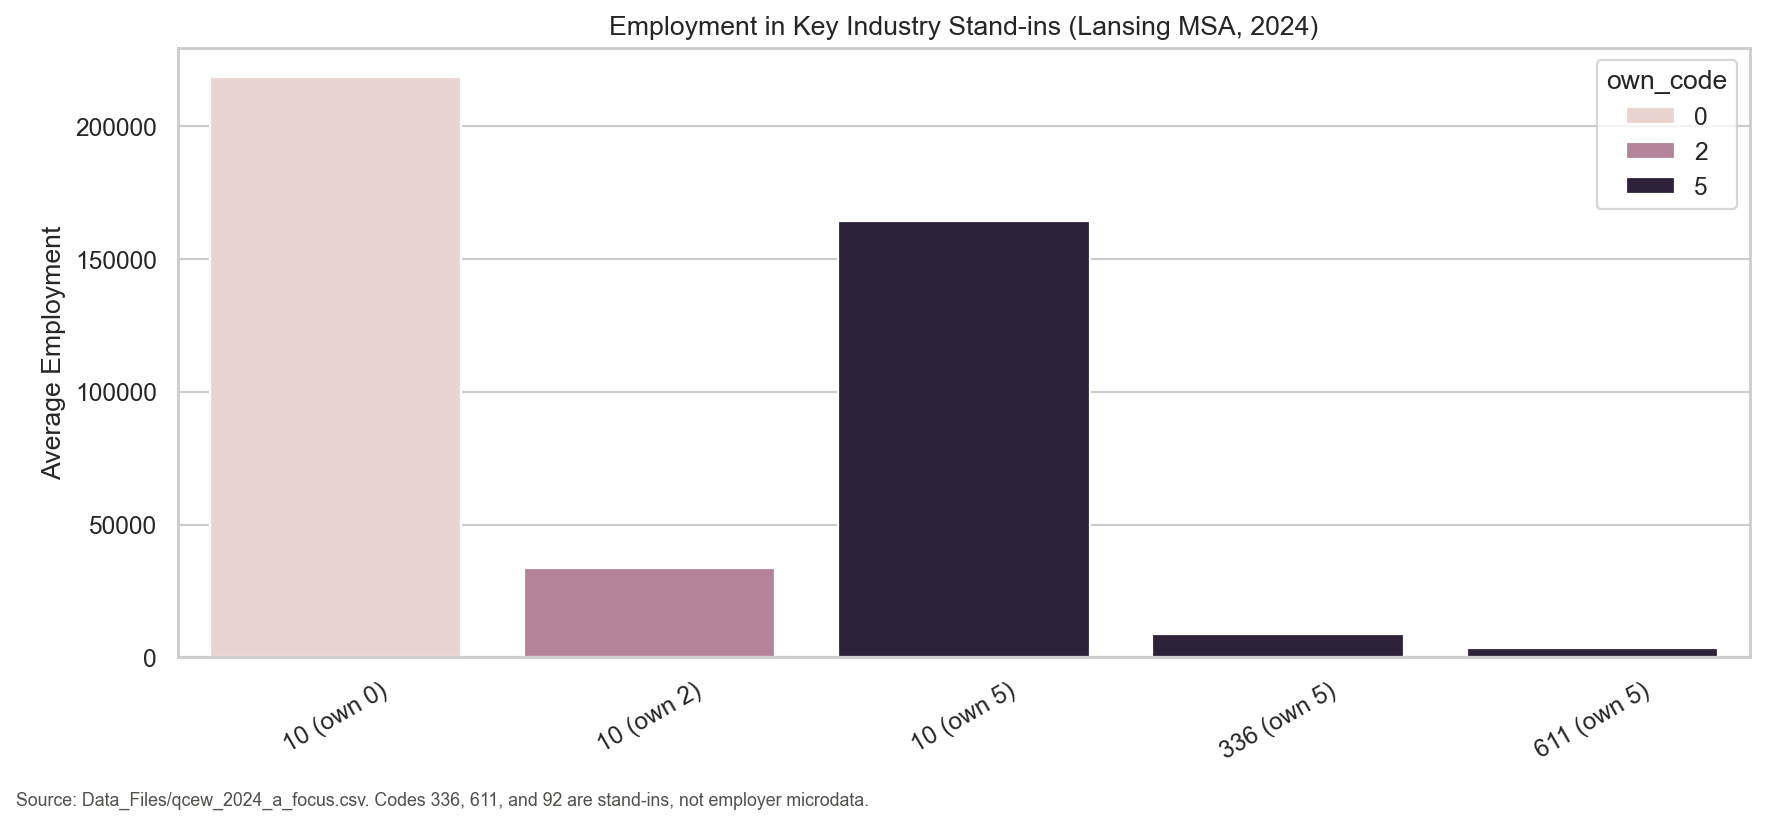 Employment in Key Industry Stand-ins (Lansing MSA, 2024)
own_code
0
2
5
Average Employment
200000
150000
100000
50000
0
10 (own 0)
10 (own 2)
10 (own 5)
336 (own 5)
611 (own 5)
Source: Data_Files/qcew_2024_a_focus.csv. Codes 336, 611, and 92 are stand-ins, not employer microdata.